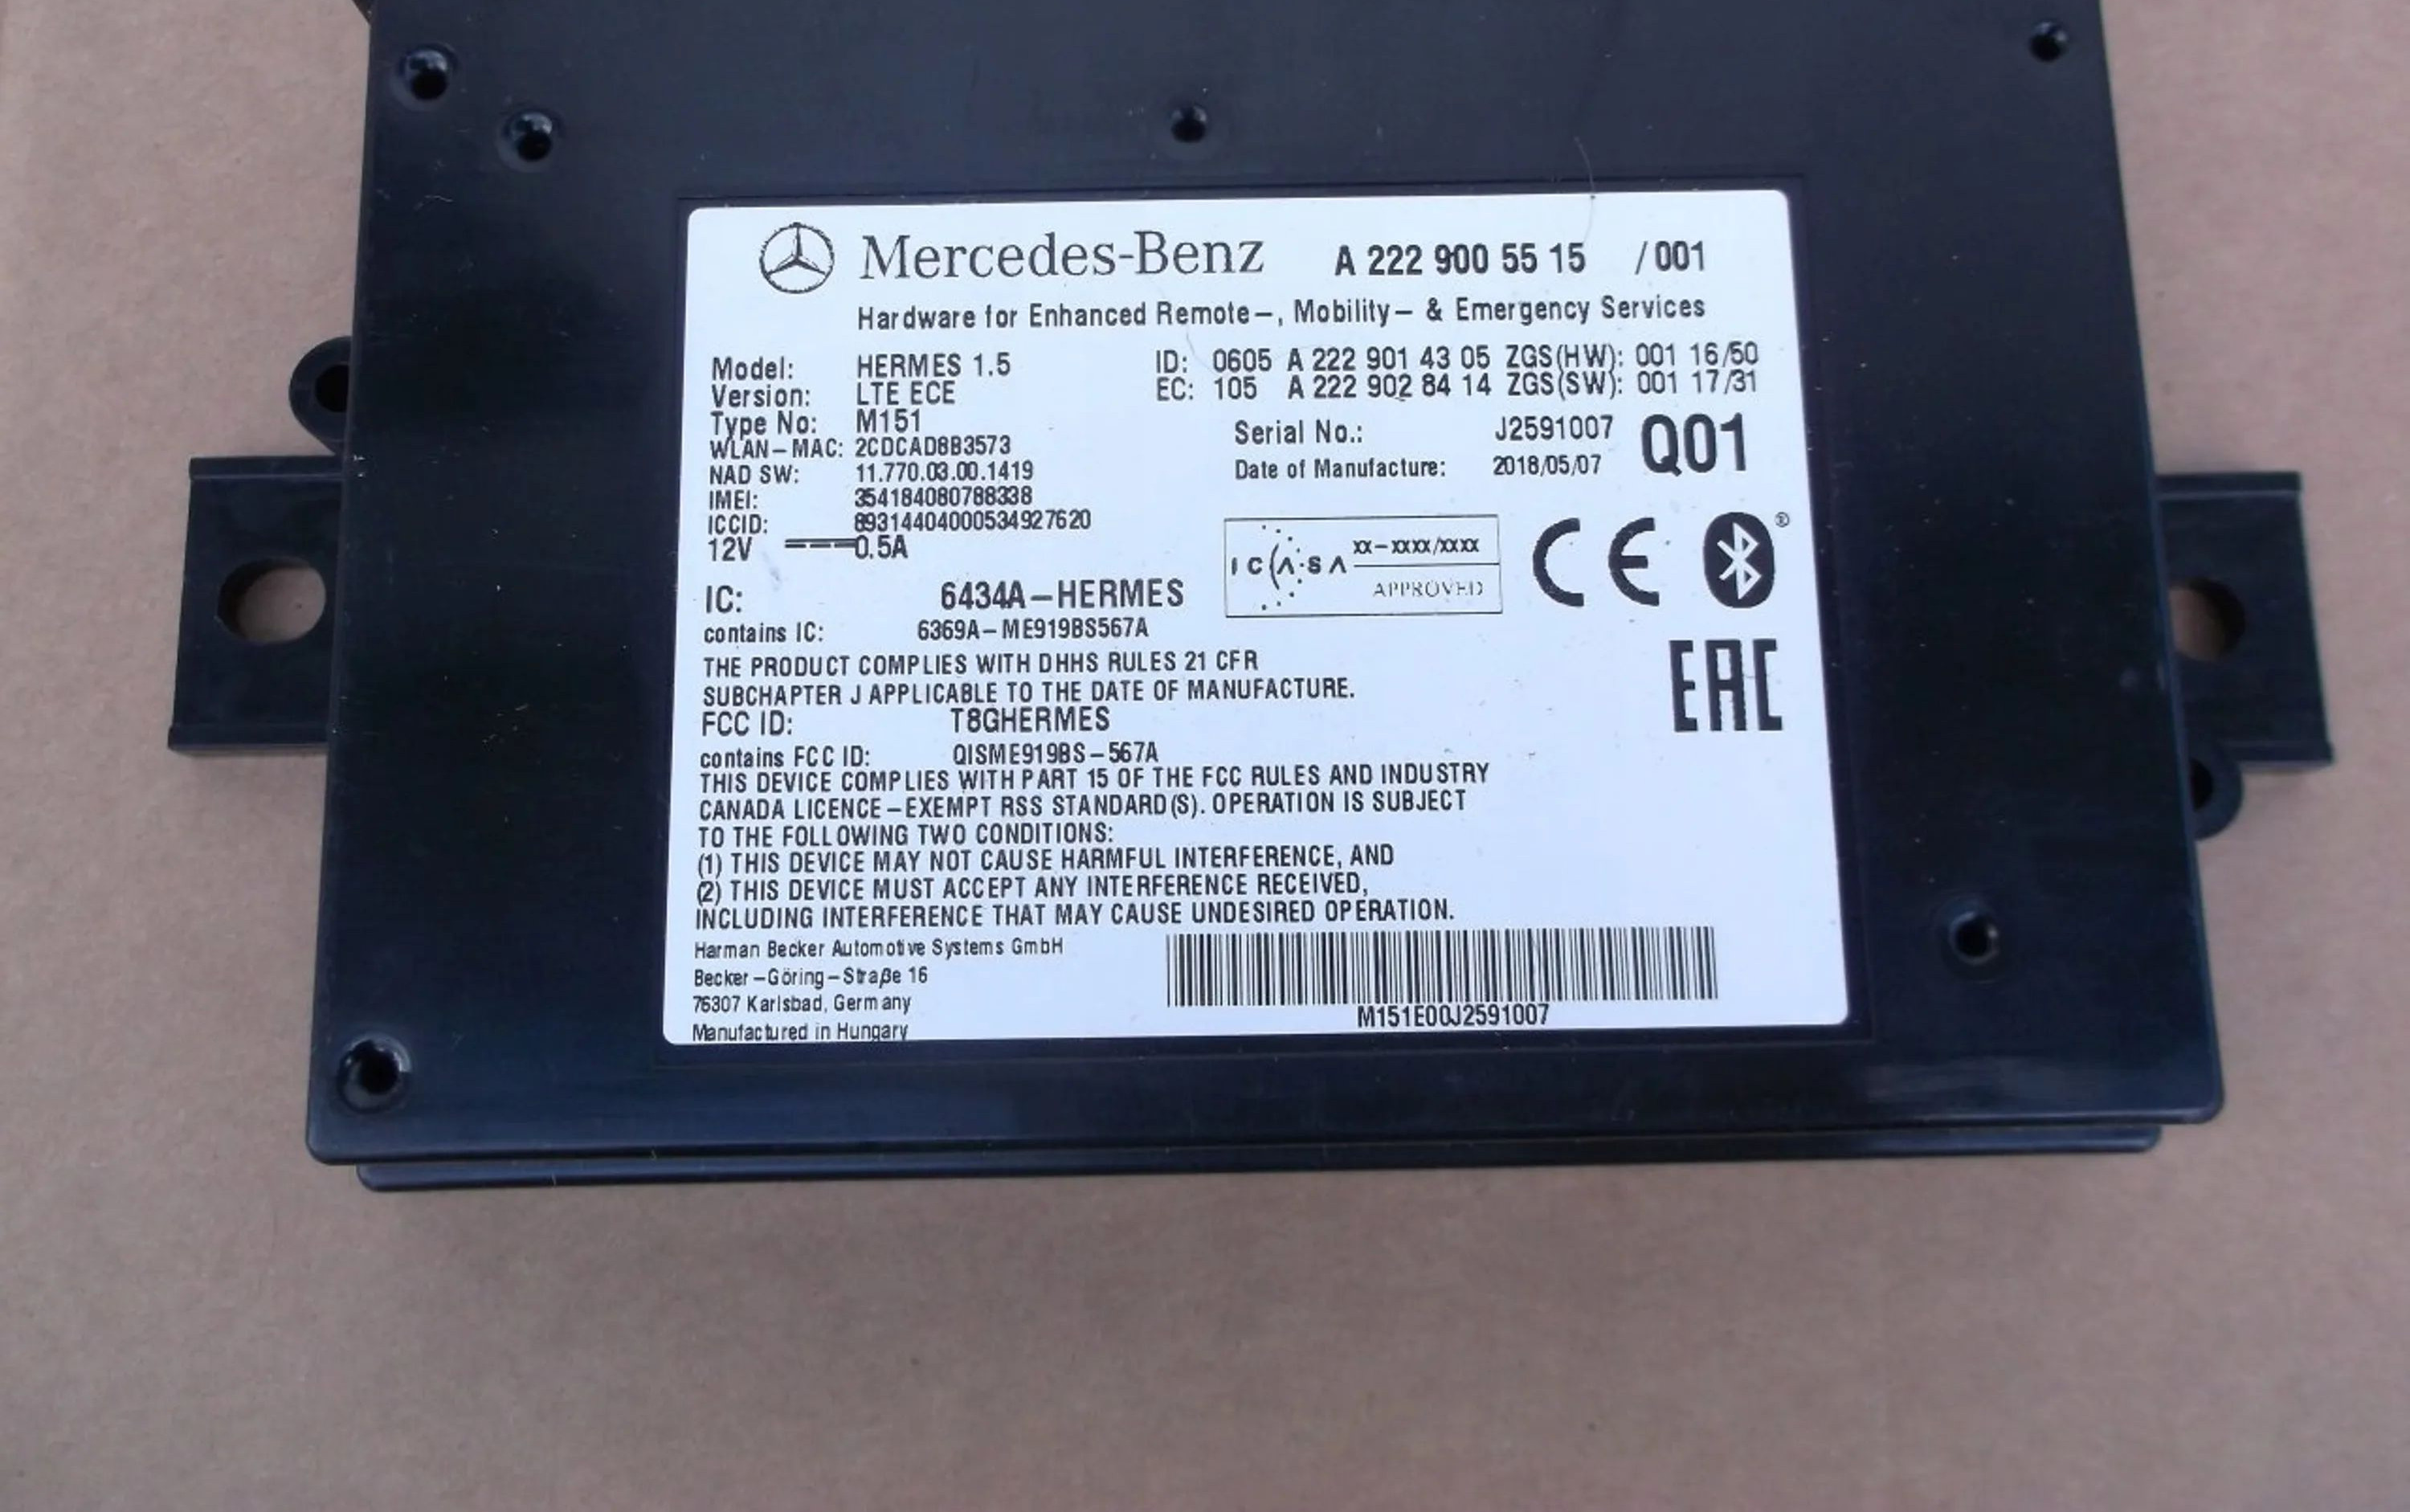 Mercedes-Benz A 222 900 55 15 /001
Hardware for Enhanced Remote-, Mobility- & Emergency Services
Model: HERMES 1.5 ID: 0605 A 222 901 43 05 ZGS(HW): 001 16/50
Version: LTE ECE EC: 105 A 222 902 84 14 ZGS(SW): 001 17/31
Type No: M151
WLAN-MAC: 2CDCAD8B3573 Serial No.: J2591007 Q01
NAD SW: 11.770.03.00.1419 Date of Manufacture: 2018/05/07
IMEI: 354184080788338
ICCID: 89314404000534927620
12V 0.5A
ICASA xx-xxxx/xxxx
APPROVED
CE
®
IC: 6434A-HERMES
contains IC: 6369A-ME919BS567A
EAC
THE PRODUCT COMPLIES WITH DHHS RULES 21 CFR
SUBCHAPTER J APPLICABLE TO THE DATE OF MANUFACTURE.
FCC ID: T8GHERMES
contains FCC ID: QISME919BS-567A
THIS DEVICE COMPLIES WITH PART 15 OF THE FCC RULES AND INDUSTRY
CANADA LICENCE-EXEMPT RSS STANDARD(S). OPERATION IS SUBJECT
TO THE FOLLOWING TWO CONDITIONS:
(1) THIS DEVICE MAY NOT CAUSE HARMFUL INTERFERENCE, AND
(2) THIS DEVICE MUST ACCEPT ANY INTERFERENCE RECEIVED,
INCLUDING INTERFERENCE THAT MAY CAUSE UNDESIRED OPERATION.
Harman Becker Automotive Systems GmbH
Becker-Göring-Straße 16
76307 Karlsbad, Germany
Manufactured in Hungary
M151E00J2591007